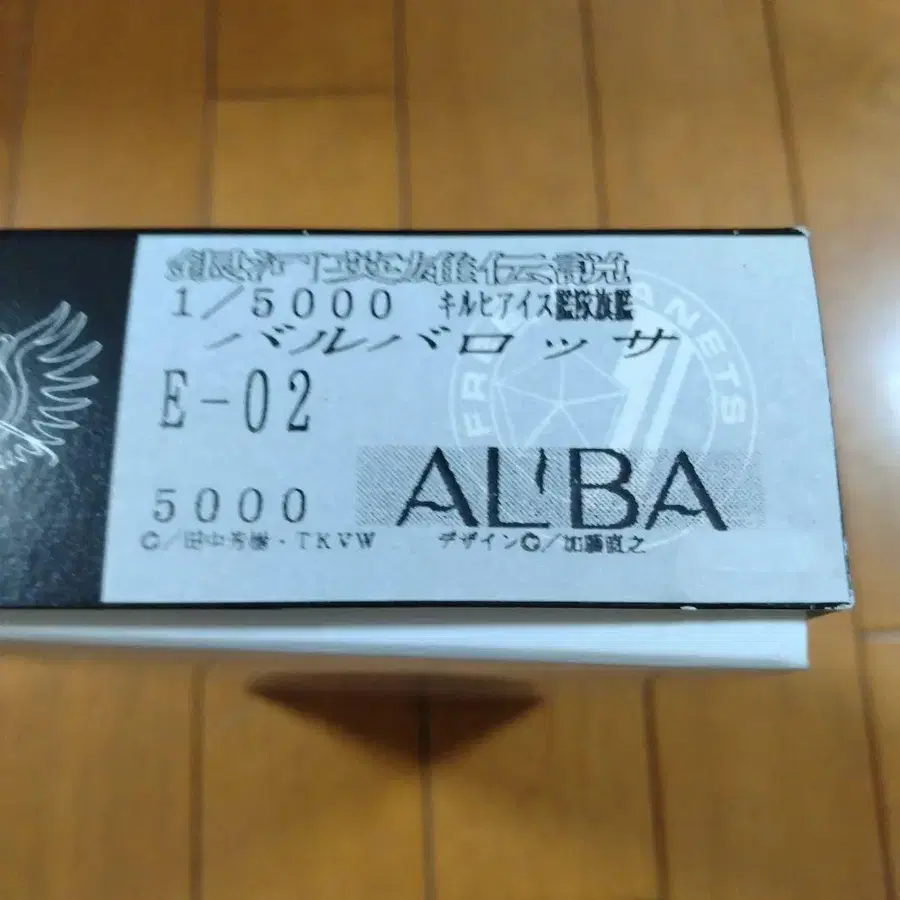 銀河英雄伝説
1/5000 キルヒアイス艦隊旗艦
バルバロッサ
E-02
FREE PLANETS
5000
ALBA
©/田中芳樹・TKVW デザイン©/加藤直之